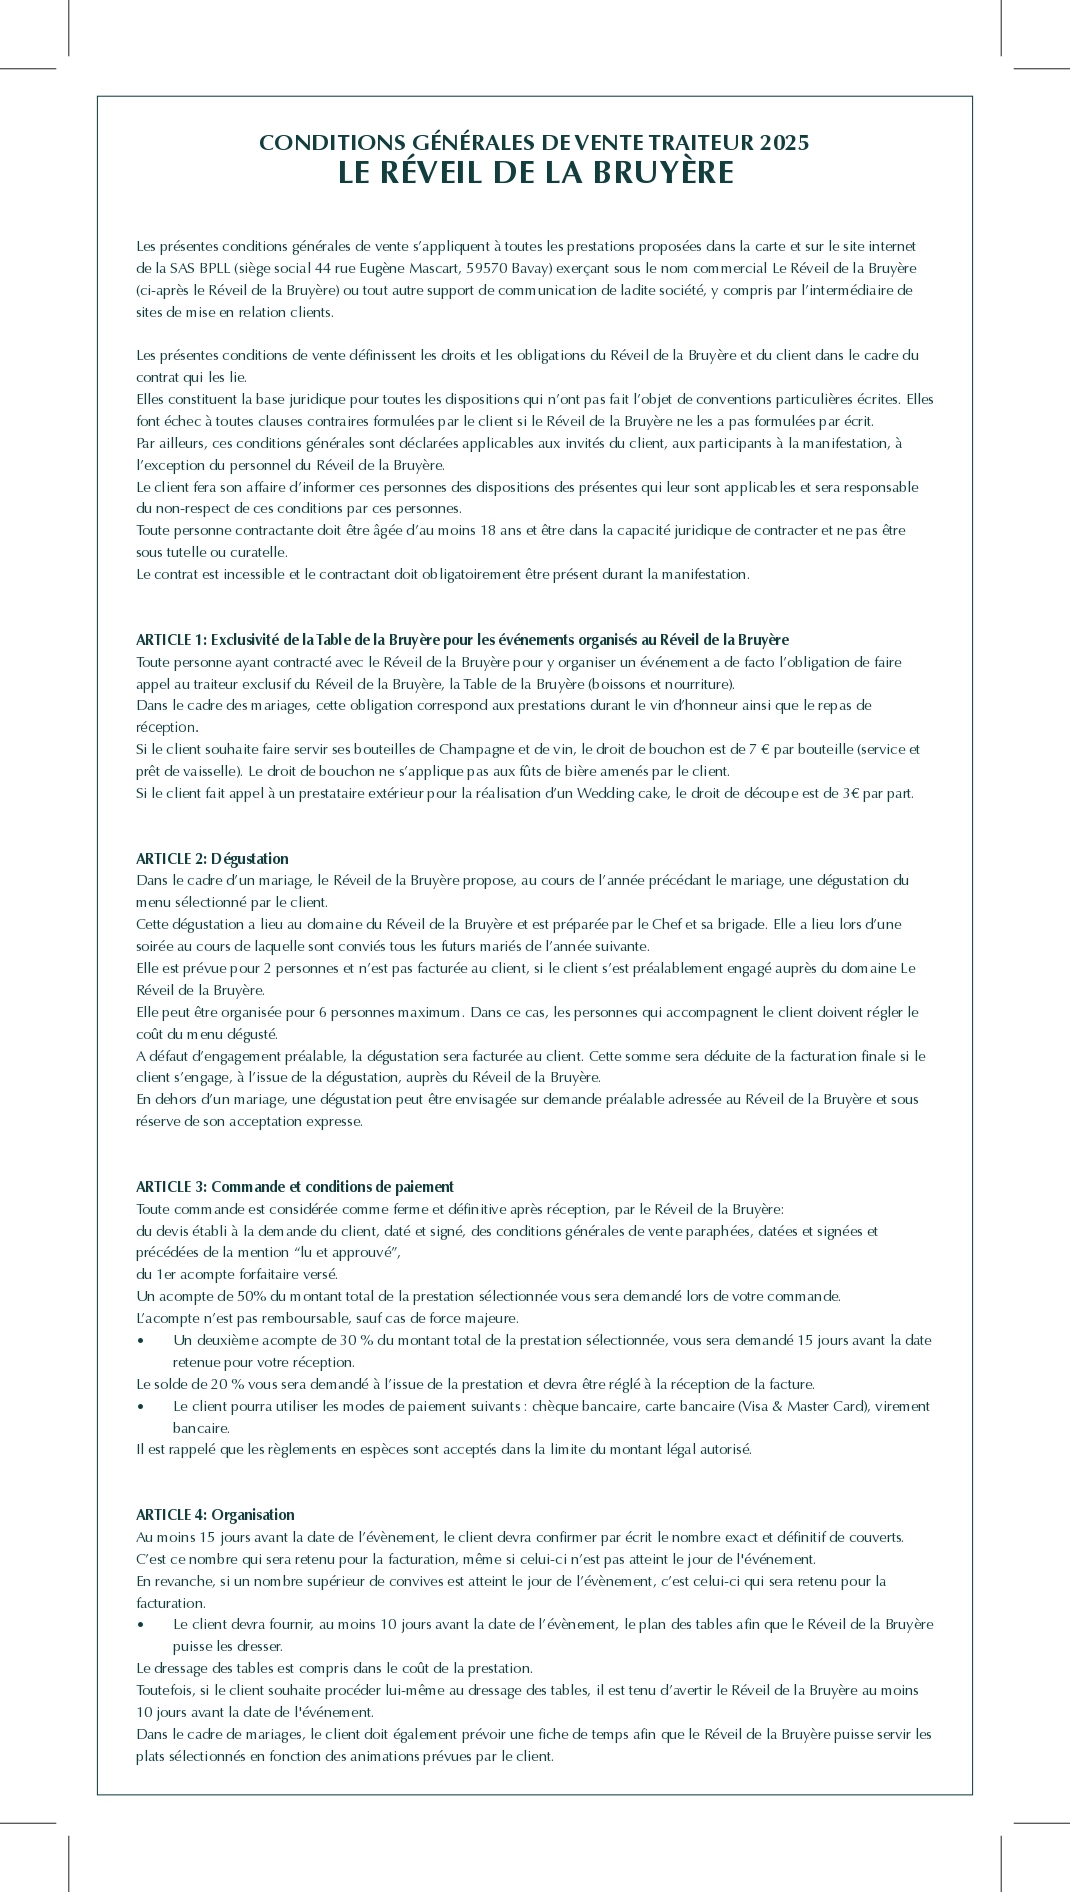 CONDITIONS GÉNÉRALES DE VENTE TRAITEUR 2025
LE RÉVEIL DE LA BRUYÈRE
Les présentes conditions générales de vente s’appliquent à toutes les prestations proposées dans la carte et sur le site internet
de la SAS BPLL (siège social 44 rue Eugène Mascart, 59570 Bavay) exerçant sous le nom commercial Le Réveil de la Bruyère
(ci-après le Réveil de la Bruyère) ou tout autre support de communication de ladite société, y compris par l’intermédiaire de
sites de mise en relation clients.
Les présentes conditions de vente définissent les droits et les obligations du Réveil de la Bruyère et du client dans le cadre du
contrat qui les lie.
Elles constituent la base juridique pour toutes les dispositions qui n’ont pas fait l’objet de conventions particulières écrites. Elles
font échec à toutes clauses contraires formulées par le client si le Réveil de la Bruyère ne les a pas formulées par écrit.
Par ailleurs, ces conditions générales sont déclarées applicables aux invités du client, aux participants à la manifestation, à
l’exception du personnel du Réveil de la Bruyère.
Le client fera son affaire d’informer ces personnes des dispositions des présentes qui leur sont applicables et sera responsable
du non-respect de ces conditions par ces personnes.
Toute personne contractante doit être âgée d’au moins 18 ans et être dans la capacité juridique de contracter et ne pas être
sous tutelle ou curatelle.
Le contrat est incessible et le contractant doit obligatoirement être présent durant la manifestation.
ARTICLE 1: Exclusivité de la Table de la Bruyère pour les événements organisés au Réveil de la Bruyère
Toute personne ayant contracté avec le Réveil de la Bruyère pour y organiser un événement a de facto l’obligation de faire
appel au traiteur exclusif du Réveil de la Bruyère, la Table de la Bruyère (boissons et nourriture).
Dans le cadre des mariages, cette obligation correspond aux prestations durant le vin d’honneur ainsi que le repas de
réception.
Si le client souhaite faire servir ses bouteilles de Champagne et de vin, le droit de bouchon est de 7 € par bouteille (service et
prêt de vaisselle). Le droit de bouchon ne s’applique pas aux fûts de bière amenés par le client.
Si le client fait appel à un prestataire extérieur pour la réalisation d’un Wedding cake, le droit de découpe est de 3€ par part.
ARTICLE 2: Dégustation
Dans le cadre d’un mariage, le Réveil de la Bruyère propose, au cours de l’année précédant le mariage, une dégustation du
menu sélectionné par le client.
Cette dégustation a lieu au domaine du Réveil de la Bruyère et est préparée par le Chef et sa brigade. Elle a lieu lors d’une
soirée au cours de laquelle sont conviés tous les futurs mariés de l’année suivante.
Elle est prévue pour 2 personnes et n’est pas facturée au client, si le client s’est préalablement engagé auprès du domaine Le
Réveil de la Bruyère.
Elle peut être organisée pour 6 personnes maximum. Dans ce cas, les personnes qui accompagnent le client doivent régler le
coût du menu dégusté.
A défaut d’engagement préalable, la dégustation sera facturée au client. Cette somme sera déduite de la facturation finale si le
client s’engage, à l’issue de la dégustation, auprès du Réveil de la Bruyère.
En dehors d’un mariage, une dégustation peut être envisagée sur demande préalable adressée au Réveil de la Bruyère et sous
réserve de son acceptation expresse.
ARTICLE 3: Commande et conditions de paiement
Toute commande est considérée comme ferme et définitive après réception, par le Réveil de la Bruyère:
du devis établi à la demande du client, daté et signé, des conditions générales de vente paraphées, datées et signées et
précédées de la mention “lu et approuvé”,
du 1er acompte forfaitaire versé.
Un acompte de 50% du montant total de la prestation sélectionnée vous sera demandé lors de votre commande.
L’acompte n’est pas remboursable, sauf cas de force majeure.
• Un deuxième acompte de 30 % du montant total de la prestation sélectionnée, vous sera demandé 15 jours avant la date
retenue pour votre réception.
Le solde de 20 % vous sera demandé à l’issue de la prestation et devra être réglé à la réception de la facture.
• Le client pourra utiliser les modes de paiement suivants : chèque bancaire, carte bancaire (Visa & Master Card), virement
bancaire.
Il est rappelé que les règlements en espèces sont acceptés dans la limite du montant légal autorisé.
ARTICLE 4: Organisation
Au moins 15 jours avant la date de l’évènement, le client devra confirmer par écrit le nombre exact et définitif de couverts.
C’est ce nombre qui sera retenu pour la facturation, même si celui-ci n’est pas atteint le jour de l'événement.
En revanche, si un nombre supérieur de convives est atteint le jour de l’évènement, c’est celui-ci qui sera retenu pour la
facturation.
• Le client devra fournir, au moins 10 jours avant la date de l’évènement, le plan des tables afin que le Réveil de la Bruyère
puisse les dresser.
Le dressage des tables est compris dans le coût de la prestation.
Toutefois, si le client souhaite procéder lui-même au dressage des tables, il est tenu d’avertir le Réveil de la Bruyère au moins
10 jours avant la date de l'événement.
Dans le cadre de mariages, le client doit également prévoir une fiche de temps afin que le Réveil de la Bruyère puisse servir les
plats sélectionnés en fonction des animations prévues par le client.